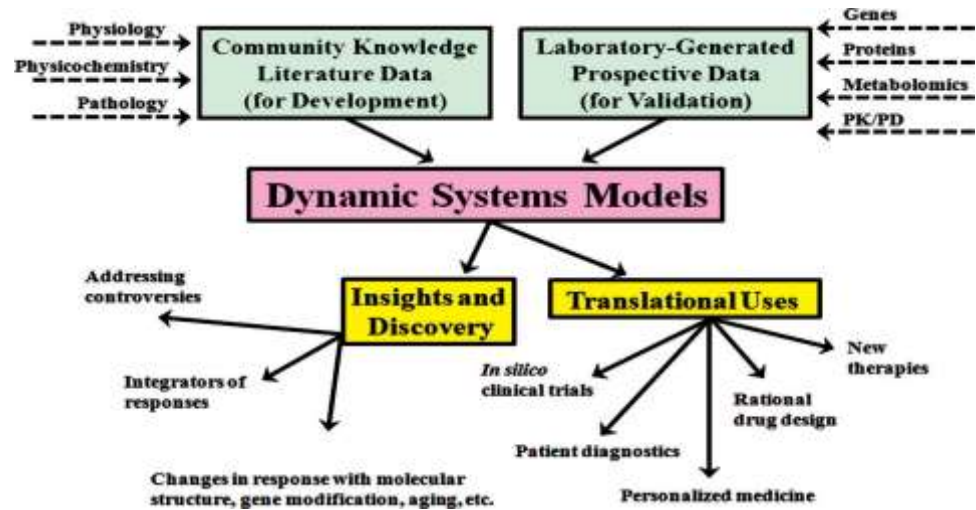 Physiology
Physicochemistry
Pathology
Community Knowledge
Literature Data
(for Development)
Laboratory-Generated
Prospective Data
(for Validation)
Genes
Proteins
Metabolomics
PK/PD
Dynamic Systems Models
Insights and
Discovery
Translational Uses
Addressing
controversies
Integrators of
responses
Changes in response with molecular
structure, gene modification, aging, etc.
In silico
clinical trials
Patient diagnostics
Personalized medicine
Rational
drug design
New
therapies